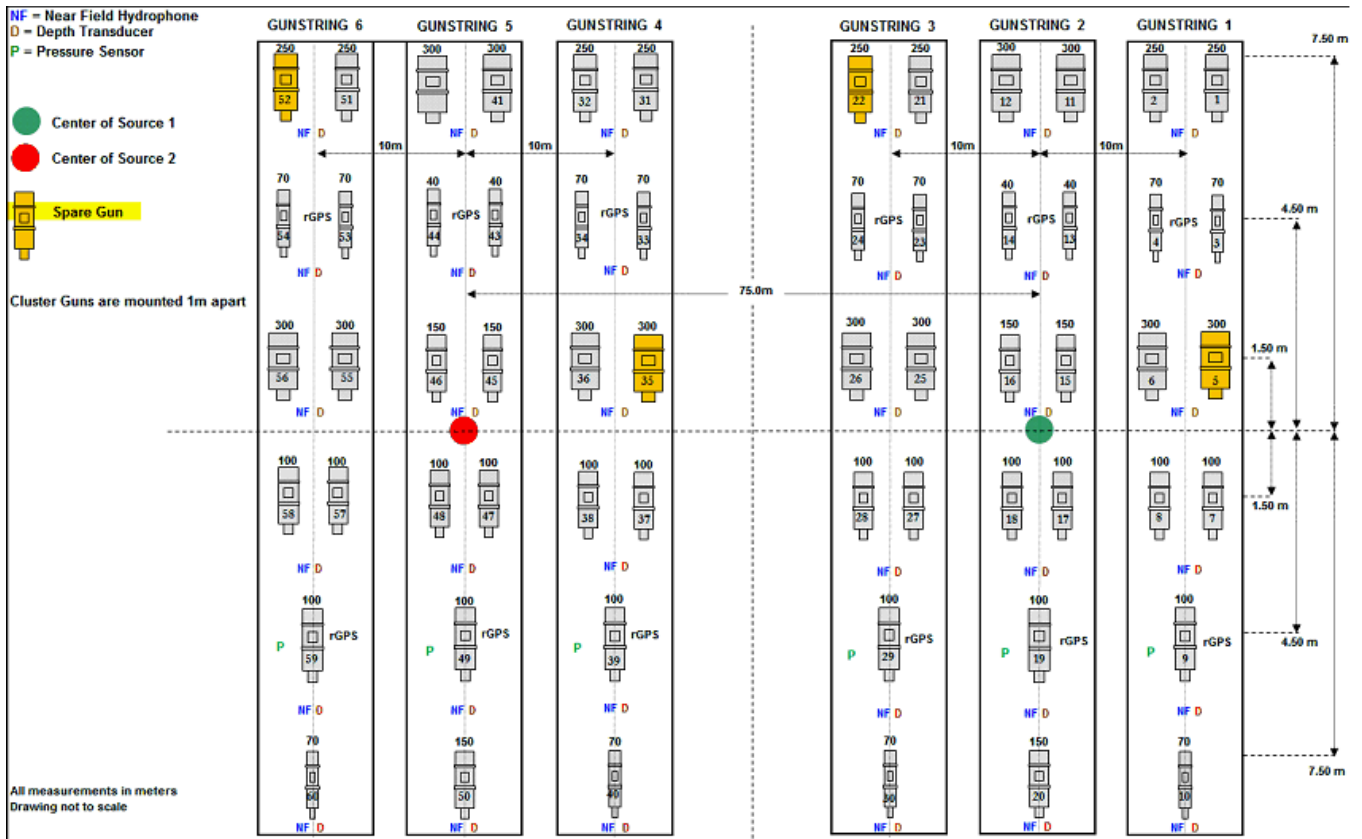 NF = Near Field Hydrophone
D = Depth Transducer
P = Pressure Sensor
Center of Source 1
Center of Source 2
Spare Gun
Cluster Guns are mounted 1m apart
All measurements in meters
Drawing not to scale
GUNSTRING 6 GUNSTRING 5 GUNSTRING 4 GUNSTRING 3 GUNSTRING 2 GUNSTRING 1
250 250 300 300 250 250 250 250 300 300 250 250
52 51 41 32 31 22 21 12 11 2 1
7.50 m
NF D NF D NF D NF D NF D NF D
10m 10m 10m 10m
70 70 40 40 70 70 70 70 40 40 70 70
rGPS rGPS rGPS rGPS rGPS rGPS
54 53 44 43 34 33 24 23 14 13 4 3
4.50 m
NF D NF D NF D NF D NF D NF D
75.0m
300 300 150 150 300 300 300 300 150 150 300 300
56 55 46 45 36 35 26 25 16 15 6 5
1.50 m
NF D NF D NF D NF D NF D NF D
100 100 100 100 100 100 100 100 100 100 100 100
58 57 48 47 38 37 28 27 18 17 8 7
1.50 m
NF D NF D NF D NF D NF D NF D
100 100 100 100 100 100
rGPS rGPS rGPS rGPS rGPS rGPS
P 59 P 49 P 39 P 29 P 19 P 9
4.50 m
NF D NF D NF D NF D NF D NF D
70 150 70 70 150 70
60 50 40 30 20 10
7.50 m
NF D NF D NF D NF D NF D NF D